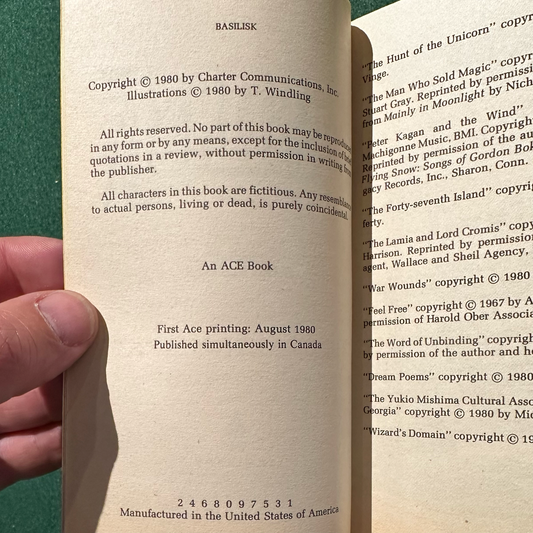 BASILISK
Copyright © 1980 by Charter Communications, Inc.
Illustrations © 1980 by T. Windling
All rights reserved. No part of this book may be reproduced
in any form or by any means, except for the inclusion of
quotations in a review, without permission in writing from
the publisher.
All characters in this book are fictitious. Any resemblance
to actual persons, living or dead, is purely coincidental.
An ACE Book
First Ace printing: August 1980
Published simultaneously in Canada
2 4 6 8 0 9 7 5 3 1
Manufactured in the United States of America
"The Hunt of the Unicorn" copyr
Vinge.
"The Man Who Sold Magic" copyr
Stuart Gray. Reprinted by permissi
from Mainly in Moonlight by Nich
"Peter Kagan and the Wind"
Machigonne Music, BMI. Copyright
Reprinted by permission of the au
Flying Snow: Songs of Gordon Bok
gacy Records, Inc., Sharon, Conn.
"The Forty-seventh Island" copyrig
forty.
"The Lamia and Lord Cromis" copy
Harrison. Reprinted by permission
agent, Wallace and Sheil Agency,
"War Wounds" copyright © 1980
"Feel Free" copyright © 1967 by A
permission of Harold Ober Associa
"The Word of Unbinding" copyrigh
by permission of the author and he
"Dream Poems" copyright © 1980
"The Yukio Mishima Cultural Asso
Georgia" copyright © 1980 by Mic
"Wizard's Domain" copyright © 19